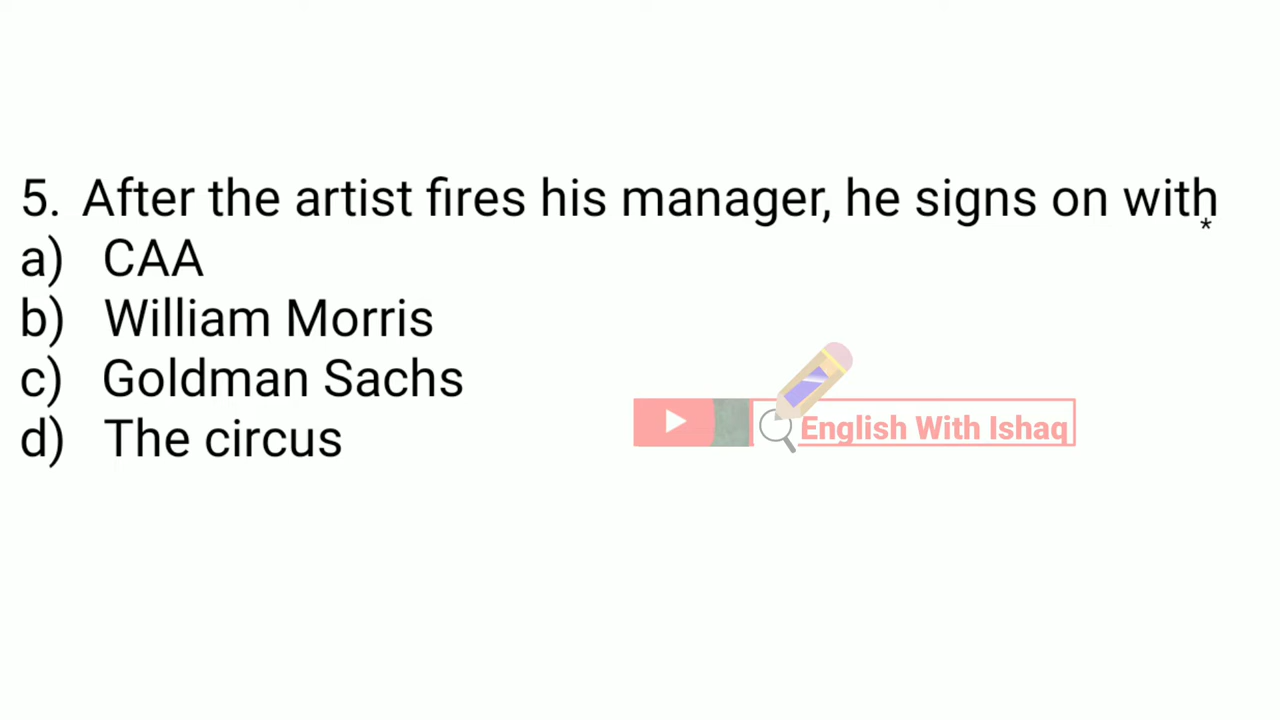 5. After the artist fires his manager, he signs on with
*
a) CAA
b) William Morris
c) Goldman Sachs
d) The circus
English With Ishaq